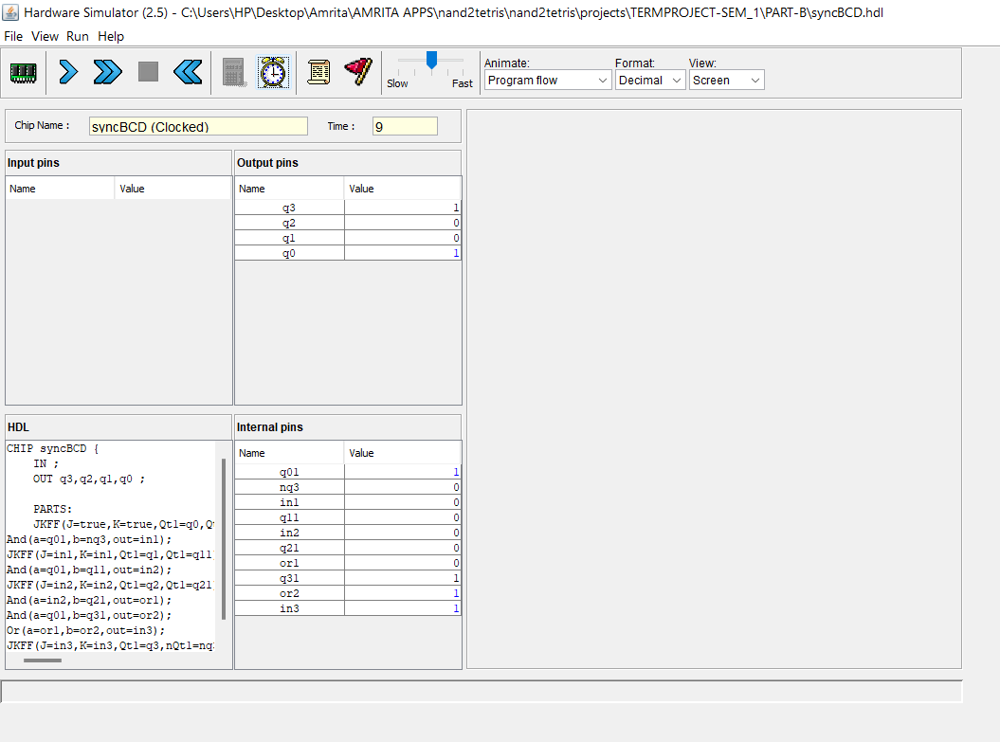 Hardware Simulator (2.5) - C:\Users\HP\Desktop\Amrita\AMRITA APPS\nand2tetris\nand2tetris\projects\TERMPROJECT-SEM_1\PART-B\syncBCD.hdl
File View Run Help
Slow Fast
Animate: Format: View:
Program flow Decimal Screen
Chip Name : syncBCD (Clocked) Time : 9
Input pins
Name Value
Output pins
Name Value
q3 1
q2 0
q1 0
q0 1
HDL
CHIP syncBCD {
IN ;
OUT q3,q2,q1,q0 ;
PARTS:
JKFF(J=true,K=true,Qt1=q0,Q
And(a=q01,b=nq3,out=in1);
JKFF(J=in1,K=in1,Qt1=q1,Qt1=q11
And(a=q01,b=q11,out=in2);
JKFF(J=in2,K=in2,Qt1=q2,Qt1=q21
And(a=in2,b=q21,out=or1);
And(a=q01,b=q31,out=or2);
Or(a=or1,b=or2,out=in3);
JKFF(J=in3,K=in3,Qt1=q3,nQt1=nq
Internal pins
Name Value
q01 1
nq3 0
in1 0
q11 0
in2 0
q21 0
or1 0
q31 1
or2 1
in3 1